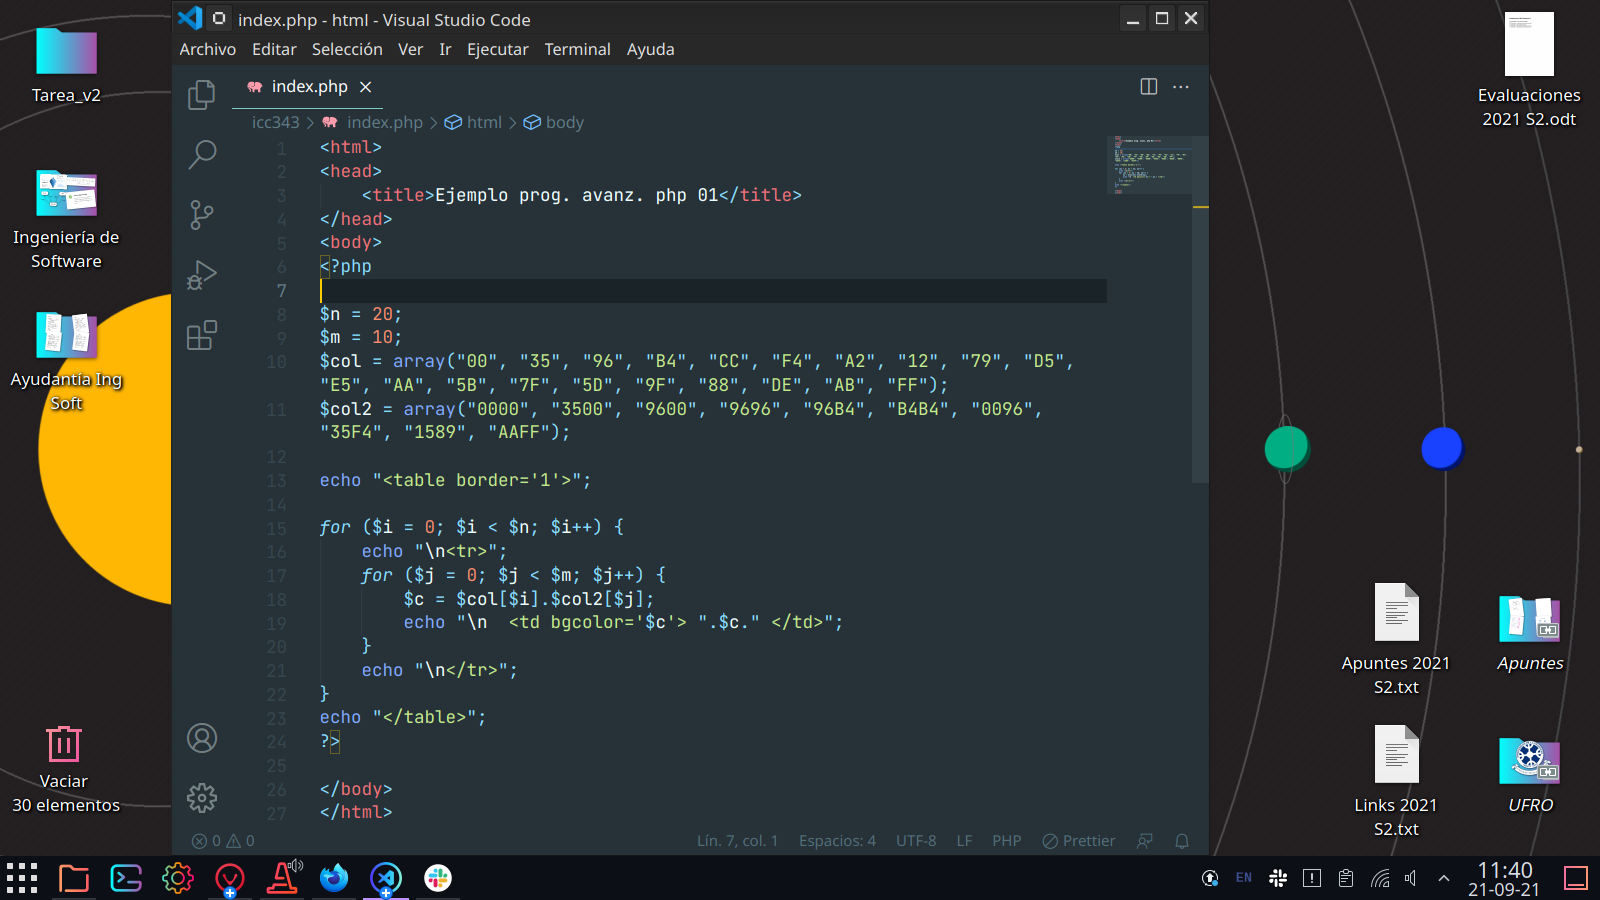 index.php - html - Visual Studio Code
Archivo Editar Selección Ver Ir Ejecutar Terminal Ayuda
index.php
icc343 > index.php > html > body
1 <html>
2 <head>
3     <title>Ejemplo prog. avanz. php 01</title>
4 </head>
5 <body>
6 <?php
7
8 $n = 20;
9 $m = 10;
10 $col = array("00", "35", "96", "B4", "CC", "F4", "A2", "12", "79", "D5",
"E5", "AA", "5B", "7F", "5D", "9F", "88", "DE", "AB", "FF");
11 $col2 = array("0000", "3500", "9600", "9696", "96B4", "B4B4", "0096",
"35F4", "1589", "AAFF");
12
13 echo "<table border='1'>";
14
15 for ($i = 0; $i < $n; $i++) {
16     echo "\n<tr>";
17     for ($j = 0; $j < $m; $j++) {
18         $c = $col[$i].$col2[$j];
19         echo "\n  <td bgcolor='$c'> ".$c." </td>";
20     }
21     echo "\n</tr>";
22 }
23 echo "</table>";
24 ?>
25
26 </body>
27 </html>
0 0 Lín. 7, col. 1 Espacios: 4 UTF-8 LF PHP Prettier
Tarea_v2
Ingeniería de
Software
Ayudantía Ing
Soft
Vaciar
30 elementos
Evaluaciones
2021 S2.odt
Apuntes 2021
S2.txt
Apuntes
Links 2021
S2.txt
UFRO
EN
11:40
21-09-21